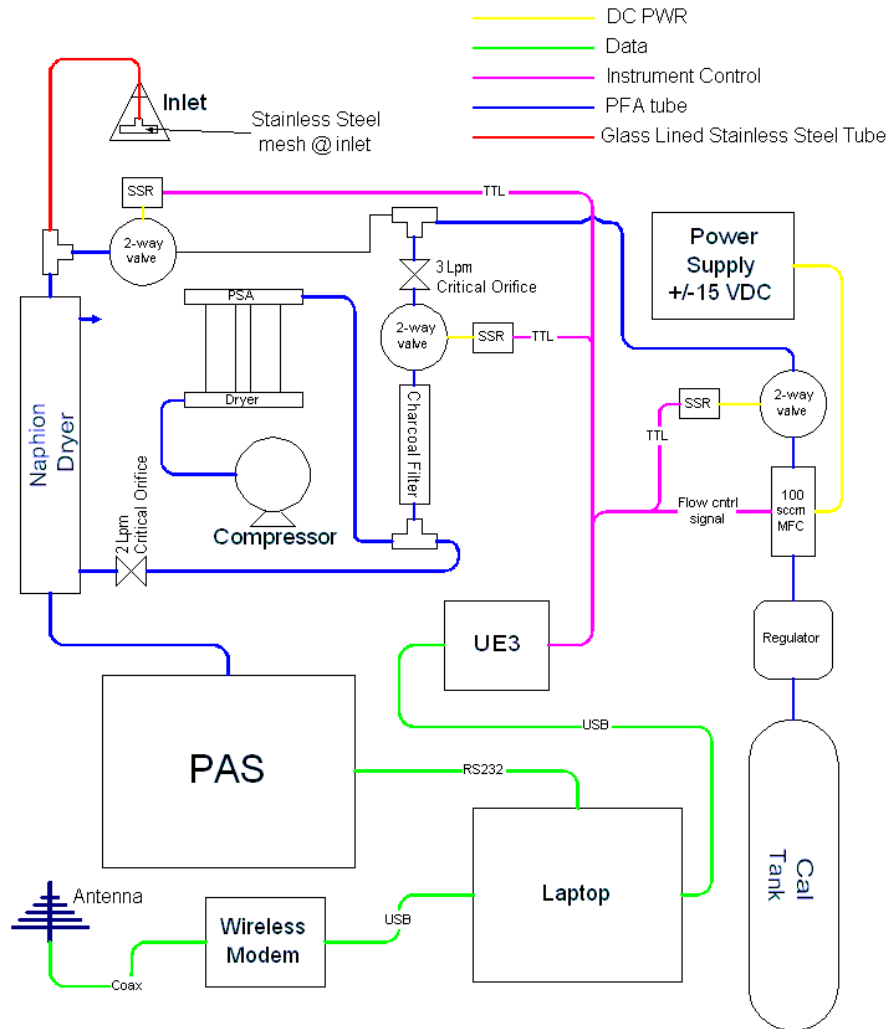 DC PWR
Data
Instrument Control
PFA tube
Glass Lined Stainless Steel Tube
Inlet
Stainless Steel
mesh @ inlet
SSR
TTL
2-way
valve
Power
Supply
+/-15 VDC
3 Lpm
Critical Orifice
PSA
2-way
valve
SSR
TTL
Dryer
Naphion
Dryer
Charcoal Filter
SSR
2-way
valve
TTL
2 Lpm
Critical Orifice
Compressor
Flow cntrl
signal
100
sccm
MFC
UE3
Regulator
USB
PAS
RS232
Cal
Tank
Laptop
Antenna
Wireless
Modem
USB
Coax